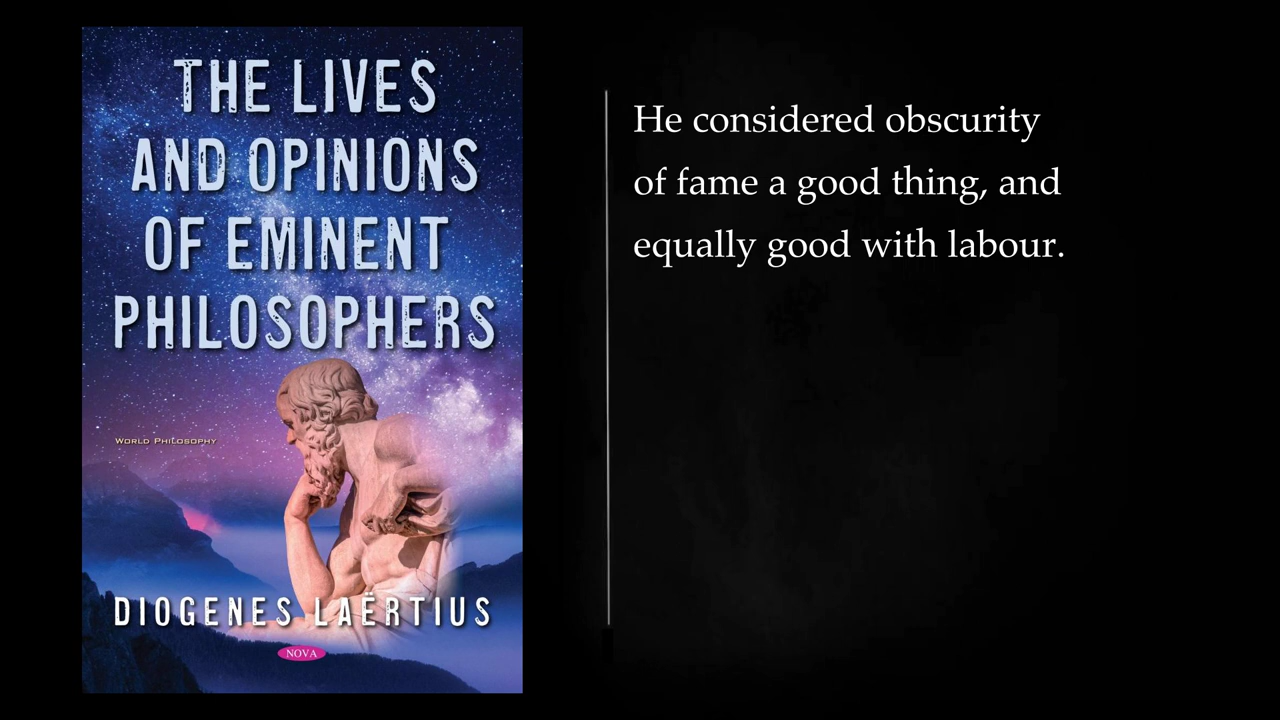 THE LIVES
AND OPINIONS
OF EMINENT
PHILOSOPHERS
WORLD PHILOSOPHY
DIOGENES LAËRTIUS
NOVA
He considered obscurity
of fame a good thing, and
equally good with labour.